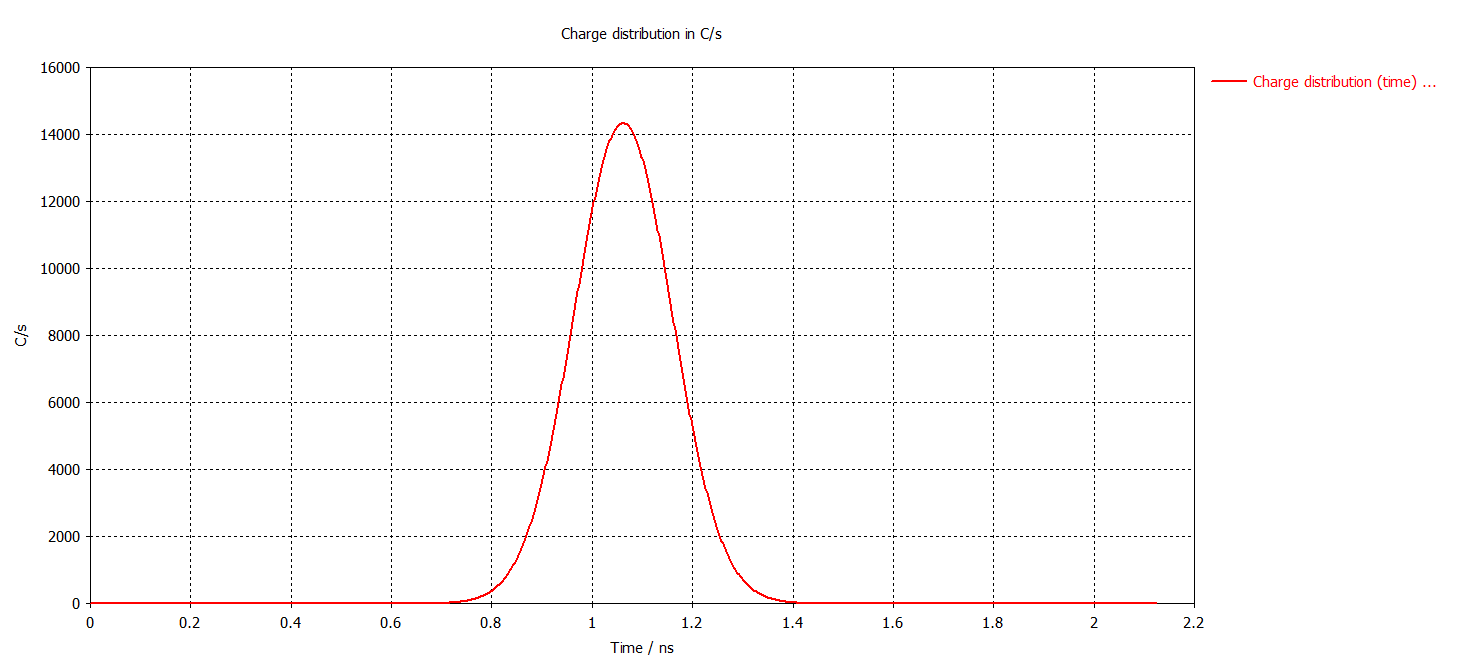 Charge distribution in C/s
16000
14000
12000
10000
8000
6000
4000
2000
0
C/s
0 0.2 0.4 0.6 0.8 1 1.2 1.4 1.6 1.8 2 2.2
Time / ns
Charge distribution (time) ...